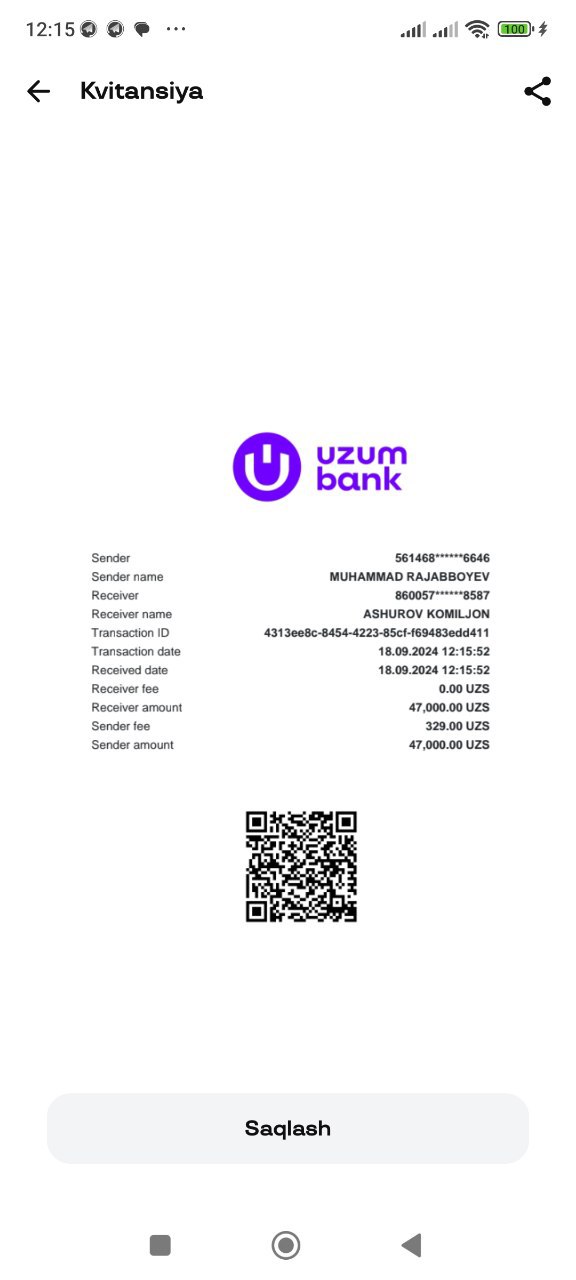 12:15
100
Kvitansiya
uzum
bank
Sender 561468******6646
Sender name MUHAMMAD RAJABBOYEV
Receiver 860057******8587
Receiver name ASHUROV KOMILJON
Transaction ID 4313ee8c-8454-4223-85cf-f69483edd411
Transaction date 18.09.2024 12:15:52
Received date 18.09.2024 12:15:52
Receiver fee 0.00 UZS
Receiver amount 47,000.00 UZS
Sender fee 329.00 UZS
Sender amount 47,000.00 UZS
Saqlash